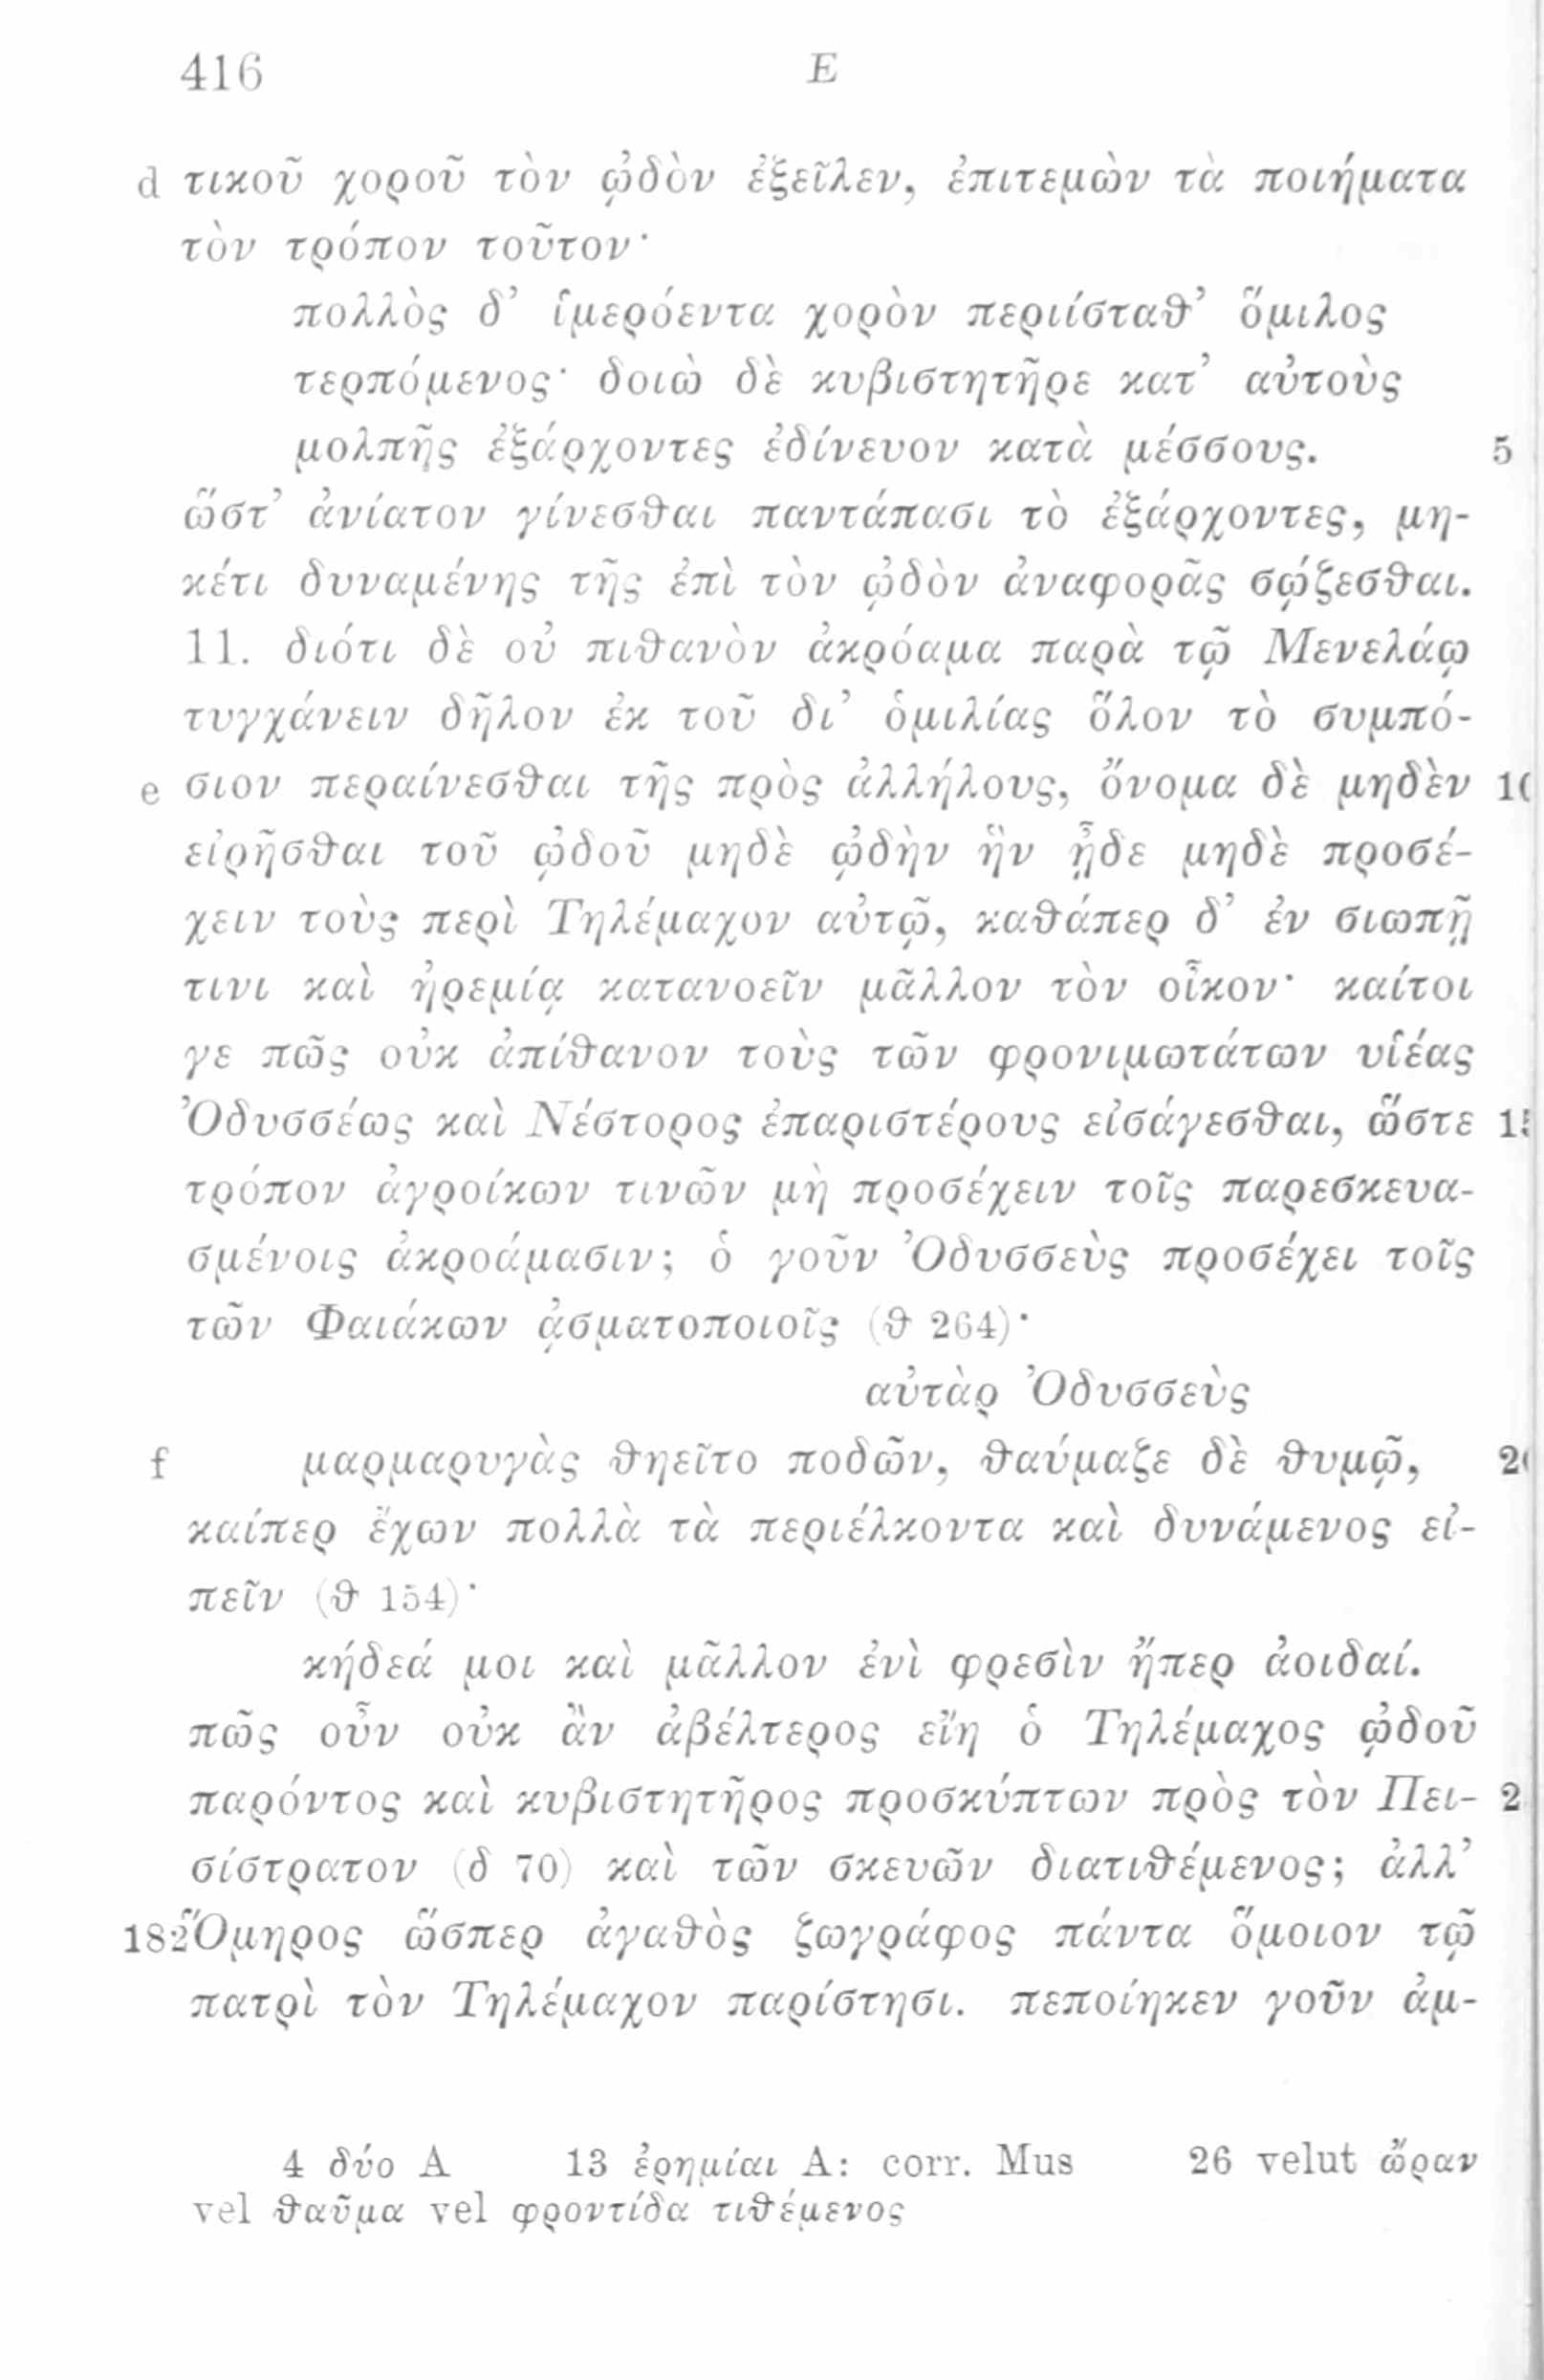 416 E
d τικοῦ χοροῦ τὸν ᾠδὸν ἐξεῖλεν, ἐπιτεμὼν τὰ ποιήματα
τὸν τρόπον τοῦτον·
πολλὸς δ’ ἱμερόεντα χορὸν περιίσταθ’ ὅμιλος
τερπόμενος· δοιὼ δὲ κυβιστητῆρε κατ’ αὐτοὺς
μολπῆς ἐξάρχοντες ἐδίνευον κατὰ μέσσους. 5
ὥστ’ ἀνίατον γίνεσθαι παντάπασι τὸ ἐξάρχοντες, μη-
κέτι δυναμένης τῆς ἐπὶ τὸν ᾠδὸν ἀναφορᾶς σῴζεσθαι.
11. διότι δὲ οὐ πιθανὸν ἀκρόαμα παρὰ τῷ Μενελάῳ
τυγχάνειν δῆλον ἐκ τοῦ δι’ ὁμιλίας ὅλον τὸ συμπό-
e σιον περαίνεσθαι τῆς πρὸς ἀλλήλους, ὄνομα δὲ μηδὲν 10
εἰρῆσθαι τοῦ ᾠδοῦ μηδὲ ᾠδὴν ἣν ᾖδε μηδὲ προσέ-
χειν τοὺς περὶ Τηλέμαχον αὐτῷ, καθάπερ δ’ ἐν σιωπῇ
τινι καὶ ἠρεμίᾳ κατανοεῖν μᾶλλον τὸν οἶκον· καίτοι
γε πῶς οὐκ ἀπίθανον τοὺς τῶν φρονιμωτάτων υἱέας
Ὀδυσσέως καὶ Νέστορος ἐπαριστέρους εἰσάγεσθαι, ὥστε 15
τρόπον ἀγροίκων τινῶν μὴ προσέχειν τοῖς παρεσκευα-
σμένοις ἀκροάμασιν; ὁ γοῦν Ὀδυσσεὺς προσέχει τοῖς
τῶν Φαιάκων ᾀσματοποιοῖς (θ 264)·
αὐτὰρ Ὀδυσσεὺς
f μαρμαρυγὰς θηεῖτο ποδῶν, θαύμαζε δὲ θυμῷ, 20
καίπερ ἔχων πολλὰ τὰ περιέλκοντα καὶ δυνάμενος εἰ-
πεῖν (θ 154)·
κήδεά μοι καὶ μᾶλλον ἐνὶ φρεσὶν ἤπερ ἀοιδαί.
πῶς οὖν οὐκ ἂν ἀβέλτερος εἴη ὁ Τηλέμαχος ᾠδοῦ
παρόντος καὶ κυβιστητῆρος προσκύπτων πρὸς τὸν Πει- 2
σίστρατον (δ 70) καὶ τῶν σκευῶν διατιθέμενος; ἀλλ’
182 Ὅμηρος ὥσπερ ἀγαθὸς ζωγράφος πάντα ὅμοιον τῷ
πατρὶ τὸν Τηλέμαχον παρίστησι. πεποίηκεν γοῦν ἀμ-
4 δύο A 13 ἐρημίαι A: corr. Mus 26 velut ὤραν
vel θαῦμα vel φροντίδα τιθέμενος